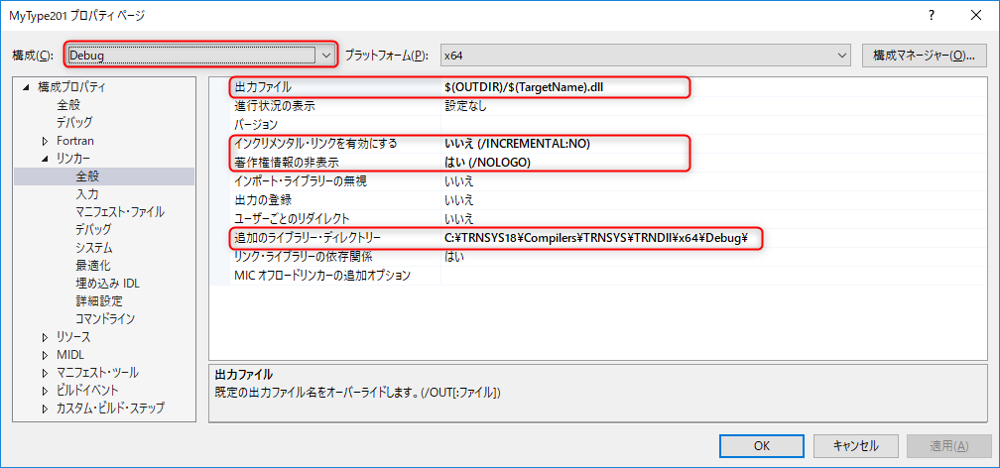 MyType201 プロパティ ページ
? ×
構成(C): Debug プラットフォーム(P): x64 構成マネージャー(O)...
構成プロパティ
全般
デバッグ
Fortran
リンカー
全般
入力
マニフェスト・ファイル
デバッグ
システム
最適化
埋め込み IDL
詳細設定
コマンドライン
リソース
MIDL
マニフェスト・ツール
ビルドイベント
カスタム・ビルド・ステップ
出力ファイル $(OUTDIR)/$(TargetName).dll
進行状況の表示 設定なし
バージョン
インクリメンタル・リンクを有効にする いいえ (/INCREMENTAL:NO)
著作権情報の非表示 はい (/NOLOGO)
インポート・ライブラリーの無視 いいえ
出力の登録 いいえ
ユーザーごとのリダイレクト いいえ
追加のライブラリー・ディレクトリー C:¥TRNSYS18¥Compilers¥TRNSYS¥TRNDll¥x64¥Debug¥
リンク・ライブラリーの依存関係 はい
MIC オフロードリンカーの追加オプション
出力ファイル
既定の出力ファイル名をオーバーライドします。(/OUT[:ファイル])
OK キャンセル 適用(A)